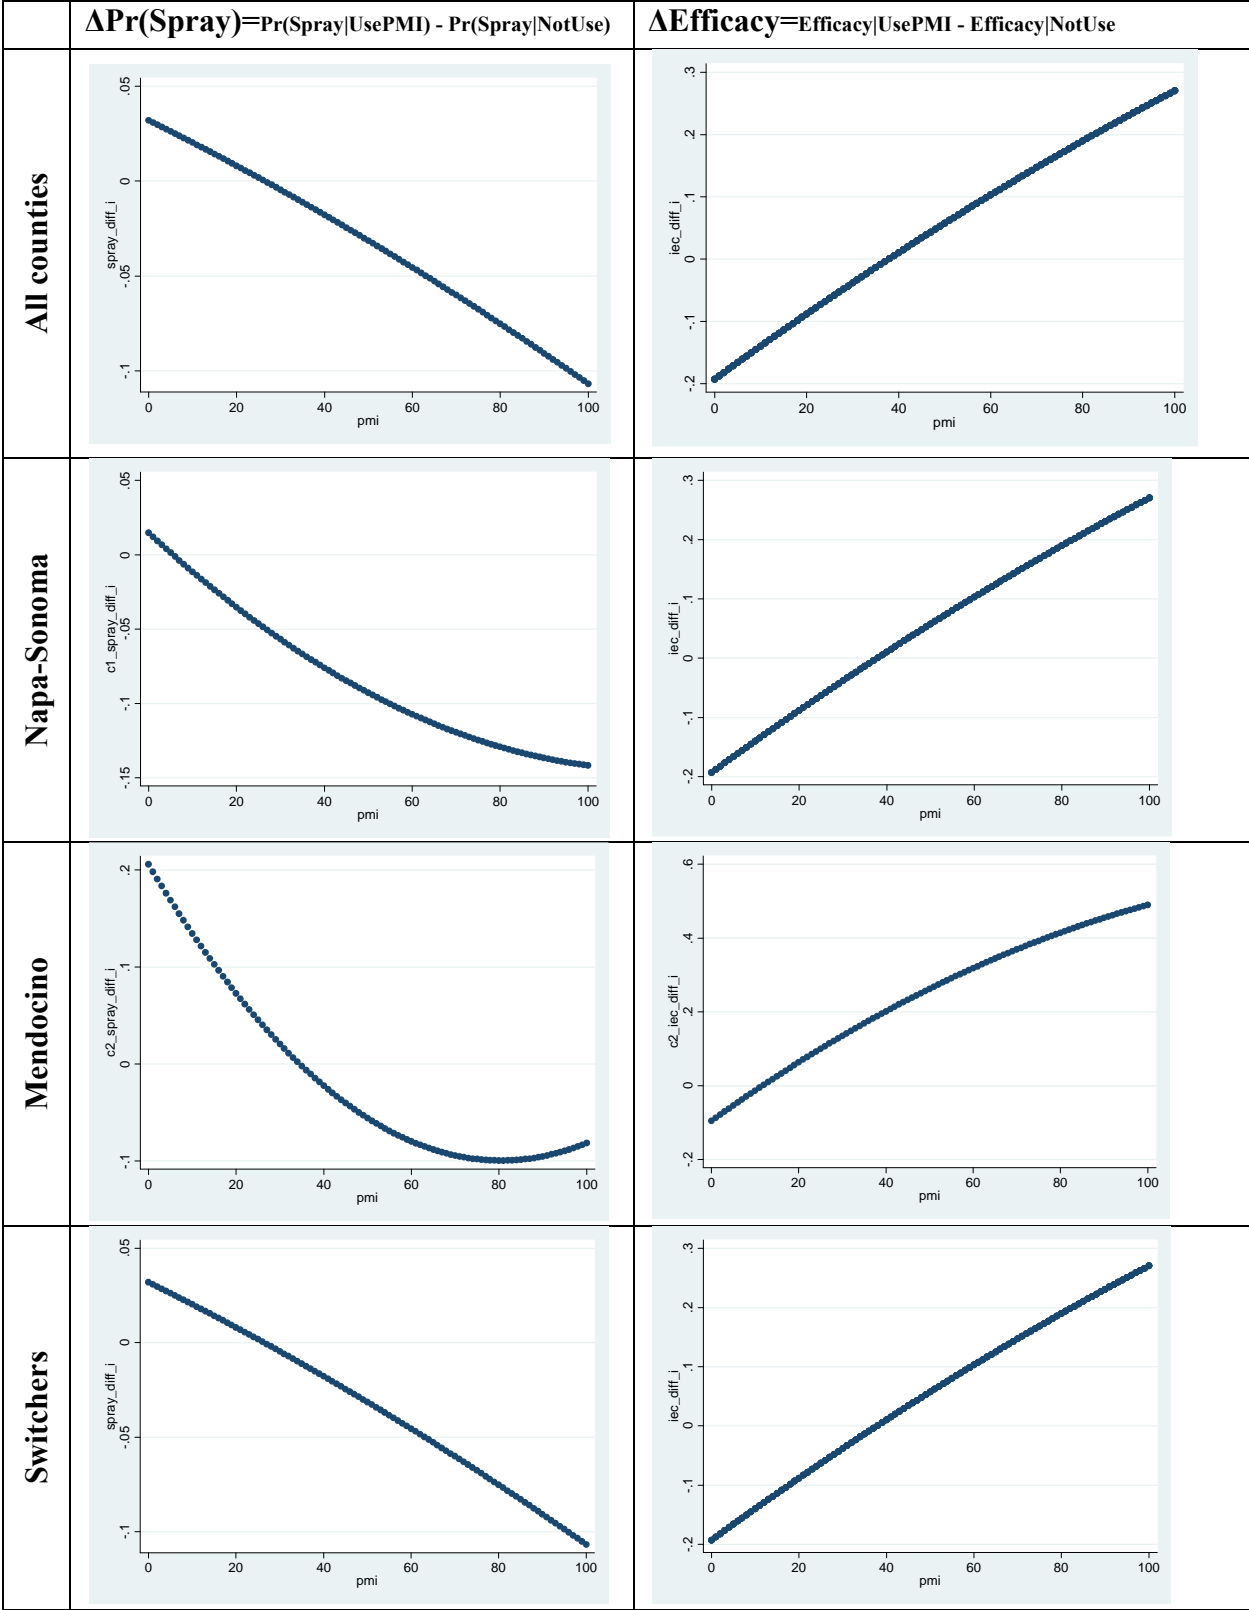 ΔPr(Spray)=Pr(Spray|UsePMI) - Pr(Spray|NotUse)
ΔEfficacy=Efficacy|UsePMI - Efficacy|NotUse
All counties
spray_diff_i
.05
0
-.05
-.1
0 20 40 60 80 100
pmi
iec_diff_i
.3
.2
.1
0
-.1
-.2
0 20 40 60 80 100
pmi
Napa-Sonoma
c1_spray_diff_i
.05
0
-.05
-.1
-.15
0 20 40 60 80 100
pmi
iec_diff_i
.3
.2
.1
0
-.1
-.2
0 20 40 60 80 100
pmi
Mendocino
c2_spray_diff_i
.2
.1
0
-.1
0 20 40 60 80 100
pmi
c2_iec_diff_i
.6
.4
.2
0
-.2
0 20 40 60 80 100
pmi
Switchers
spray_diff_i
.05
0
-.05
-.1
0 20 40 60 80 100
pmi
iec_diff_i
.3
.2
.1
0
-.1
-.2
0 20 40 60 80 100
pmi